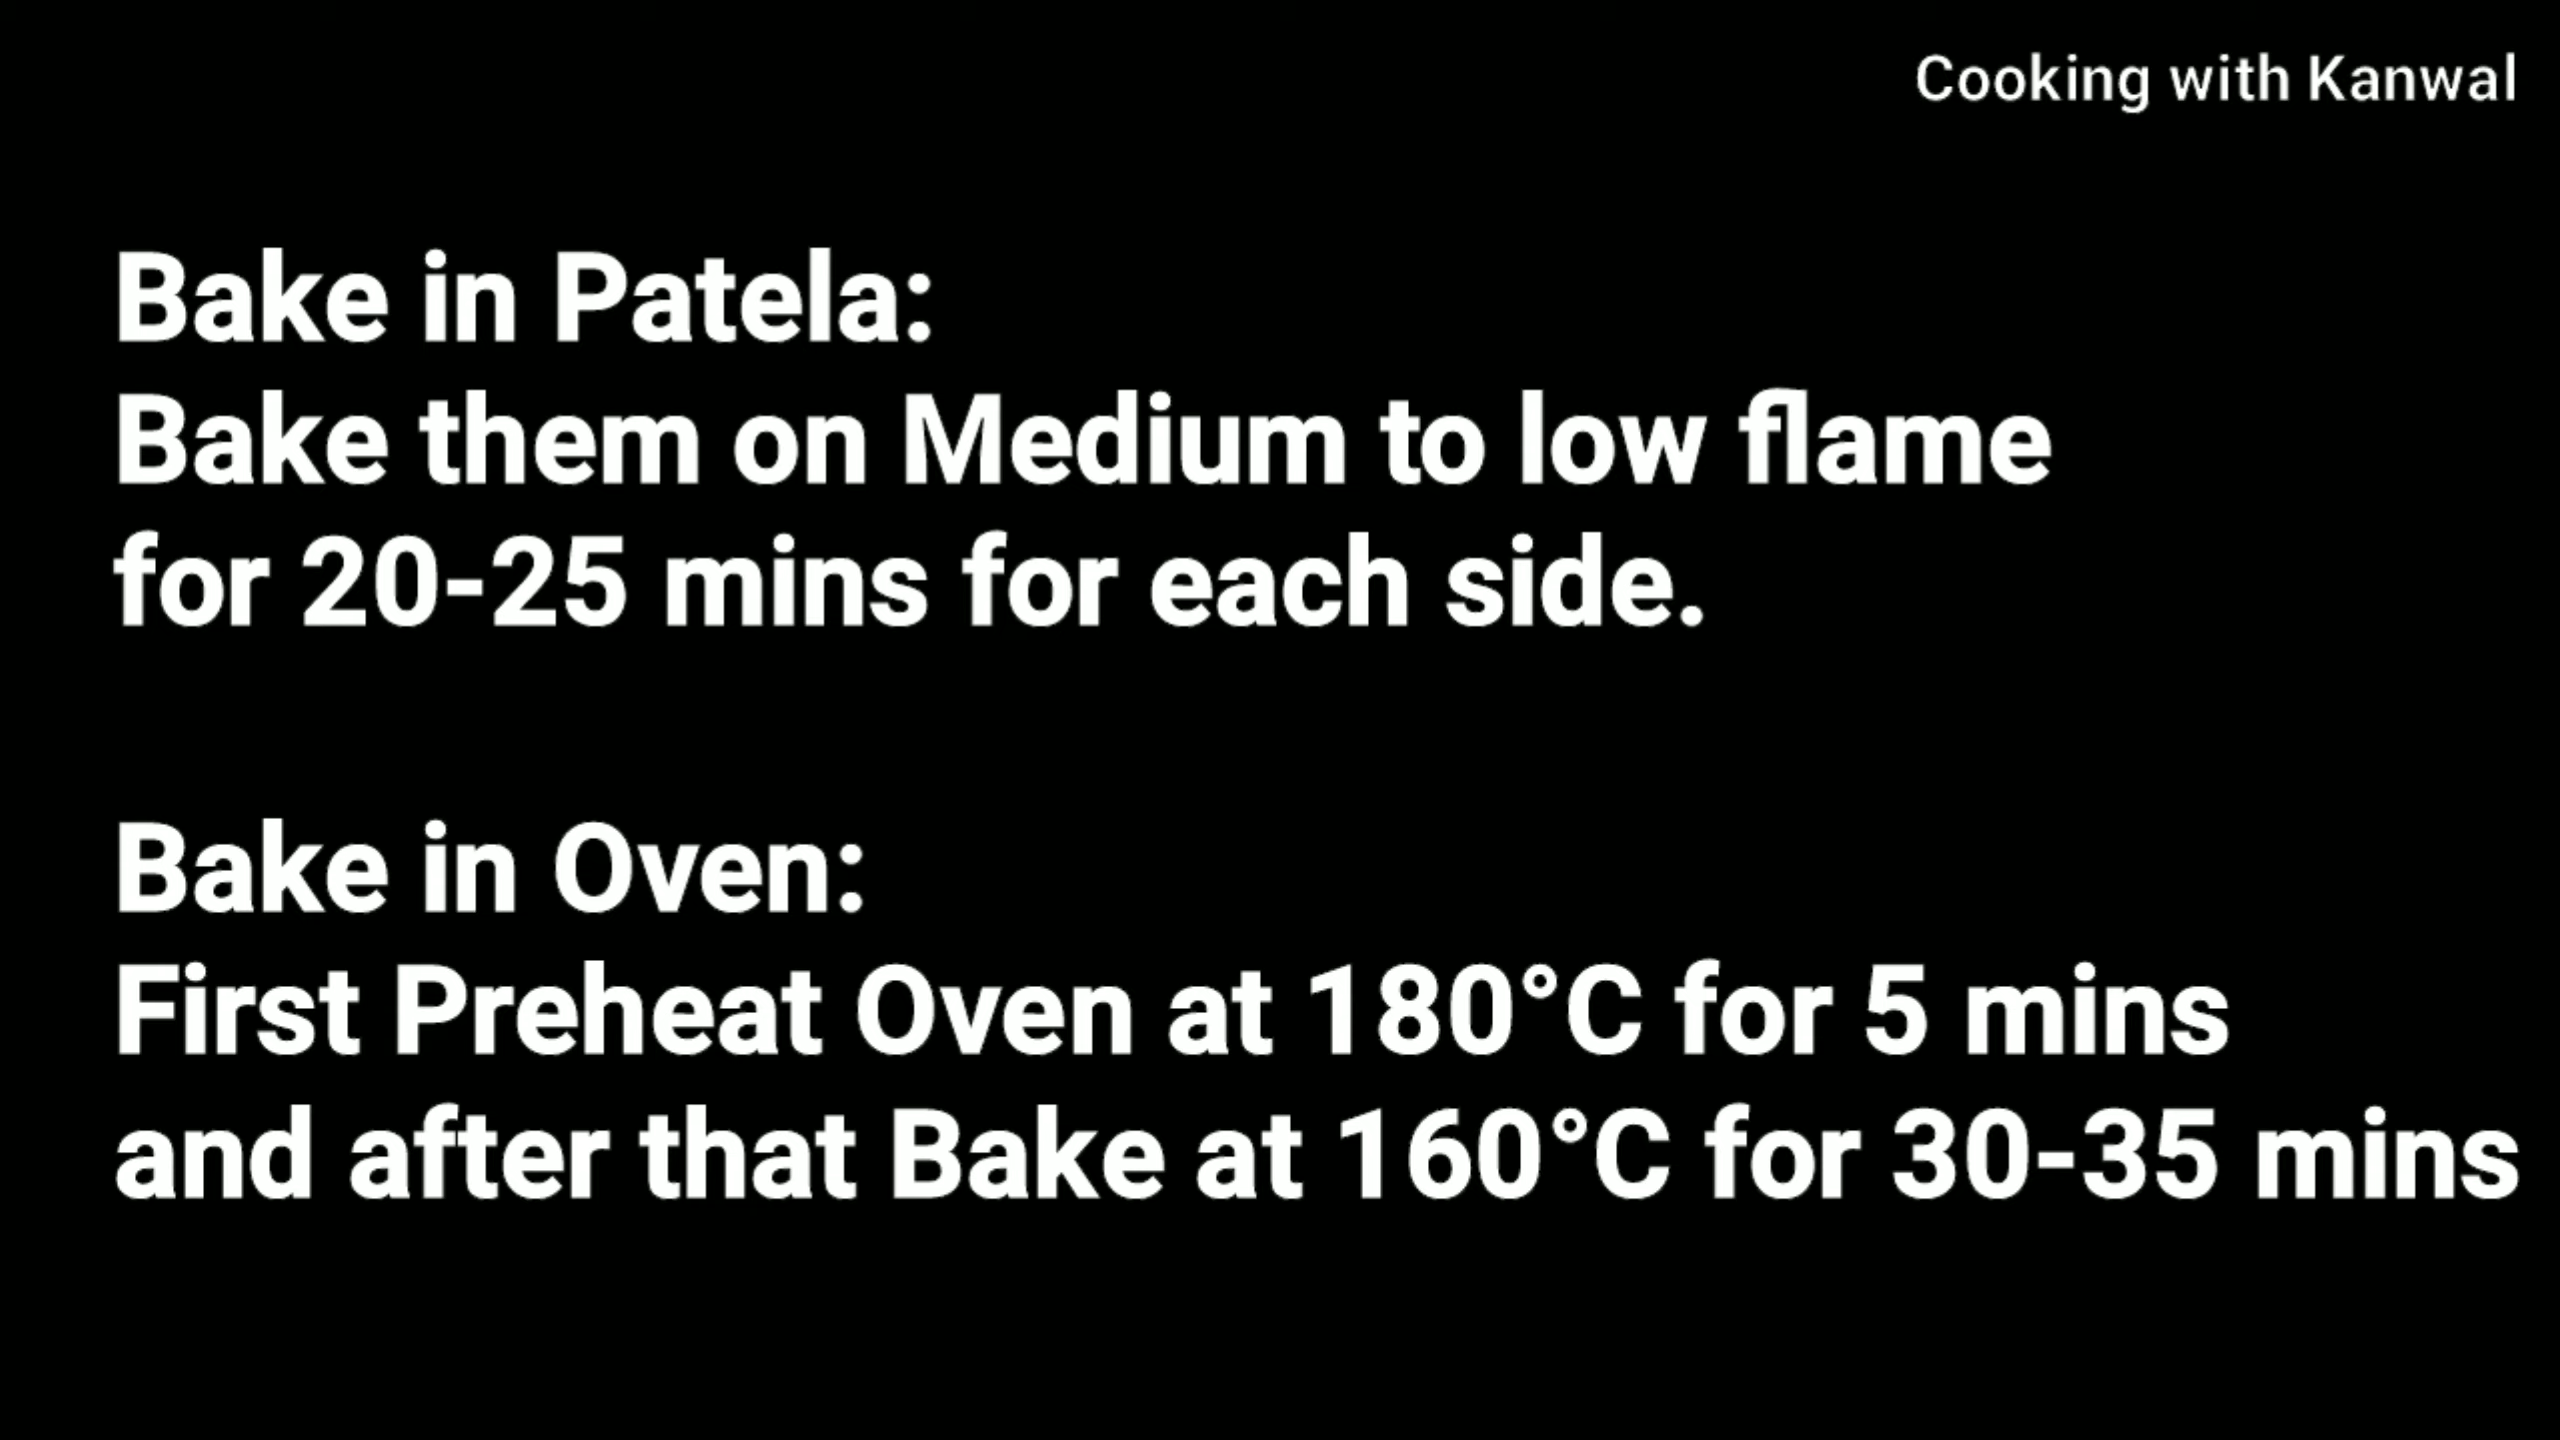 Cooking with Kanwal
Bake in Patela:
Bake them on Medium to low flame
for 20-25 mins for each side.
Bake in Oven:
First Preheat Oven at 180°C for 5 mins
and after that Bake at 160°C for 30-35 mins